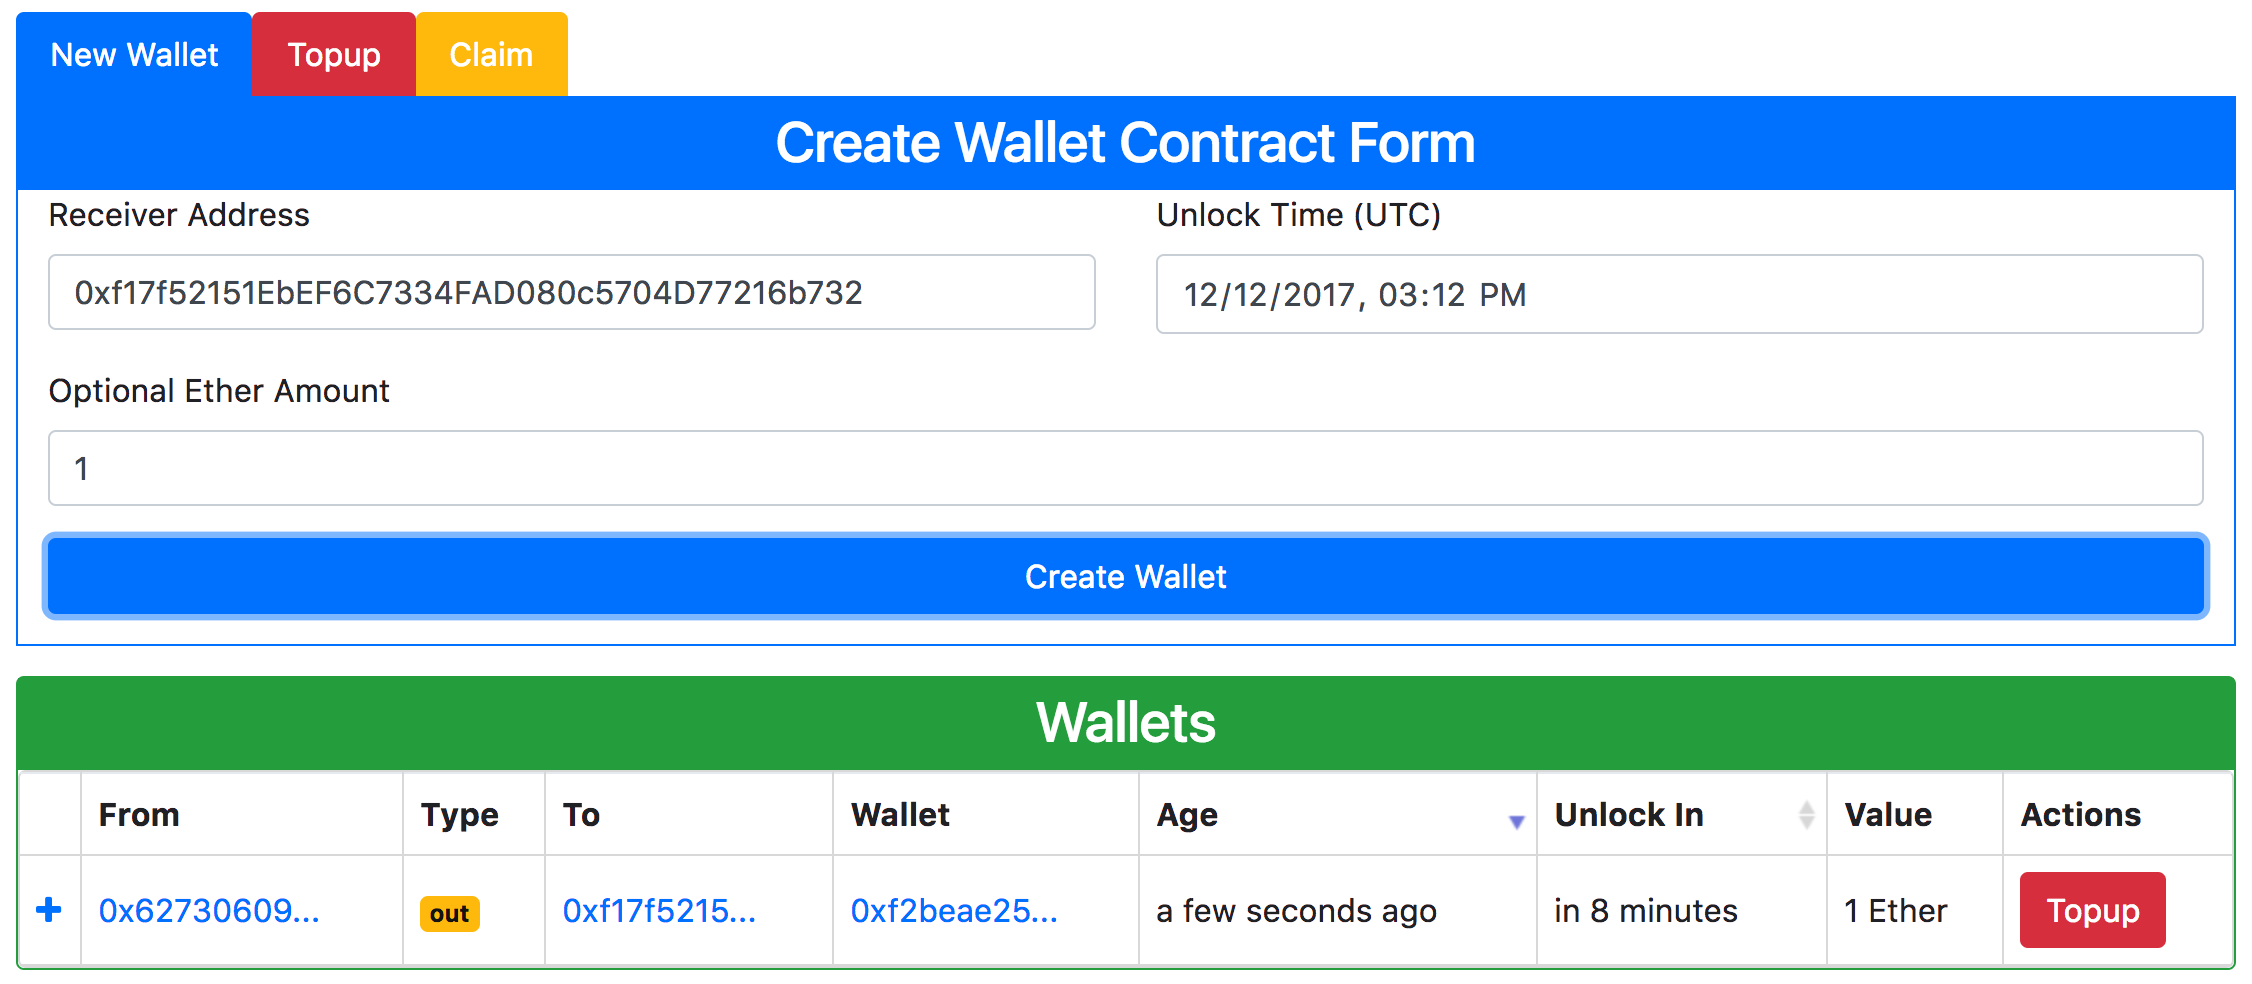 New Wallet Topup Claim
Create Wallet Contract Form
Receiver Address Unlock Time (UTC)
0xf17f52151EbEF6C7334FAD080c5704D77216b732 12/12/2017, 03:12 PM
Optional Ether Amount
1
Create Wallet
Wallets
From Type To Wallet Age Unlock In Value Actions
0x62730609... out 0xf17f5215... 0xf2beae25... a few seconds ago in 8 minutes 1 Ether Topup